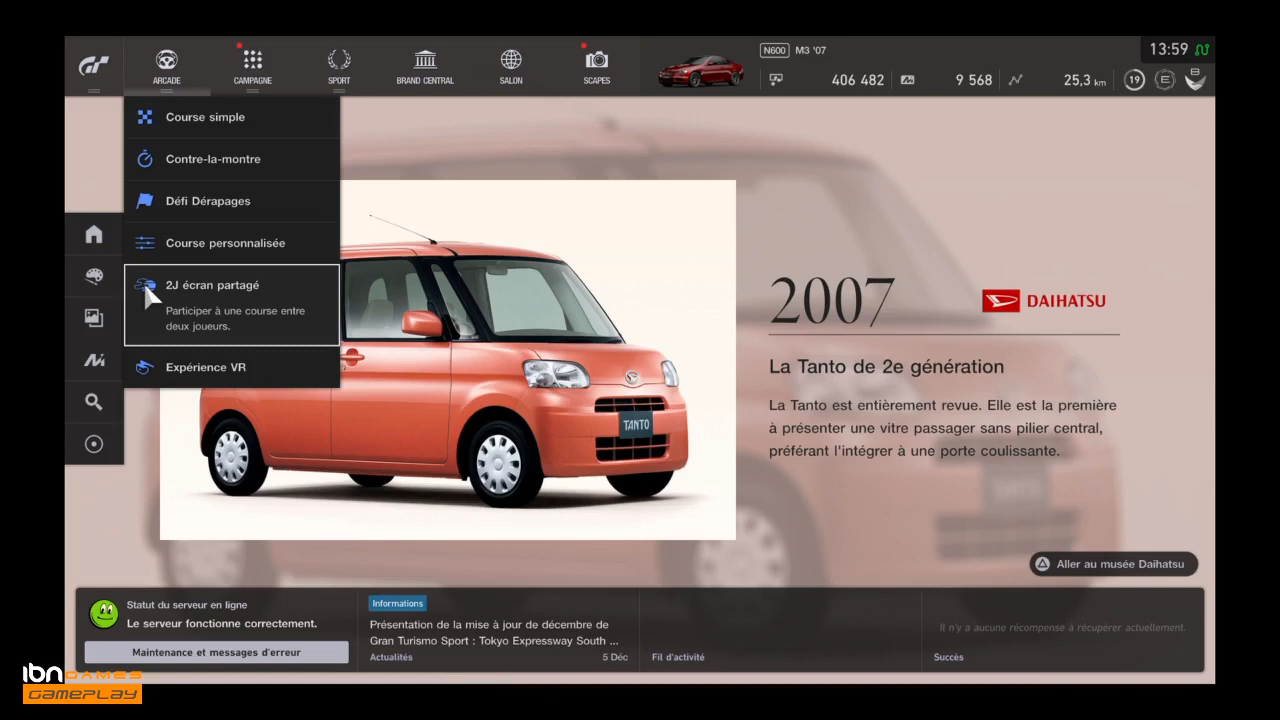 GT
ARCADE
CAMPAGNE
SPORT
BRAND CENTRAL
SALON
SCAPES
N600 M3 '07
13:59
406 482
9 568
25,3 km
19
E
B
Course simple
Contre-la-montre
Défi Dérapages
Course personnalisée
2J écran partagé
Participer à une course entre
deux joueurs.
Expérience VR
TANTO
2007
DAIHATSU
La Tanto de 2e génération
La Tanto est entièrement revue. Elle est la première
à présenter une vitre passager sans pilier central,
préférant l'intégrer à une porte coulissante.
Aller au musée Daihatsu
Statut du serveur en ligne
Le serveur fonctionne correctement.
Maintenance et messages d'erreur
Informations
Présentation de la mise à jour de décembre de
Gran Turismo Sport : Tokyo Expressway South ...
Actualités
5 Déc
Fil d'activité
Il n'y a aucune récompense à récupérer actuellement.
Succès
ibn GAMES
GAMEPLAY